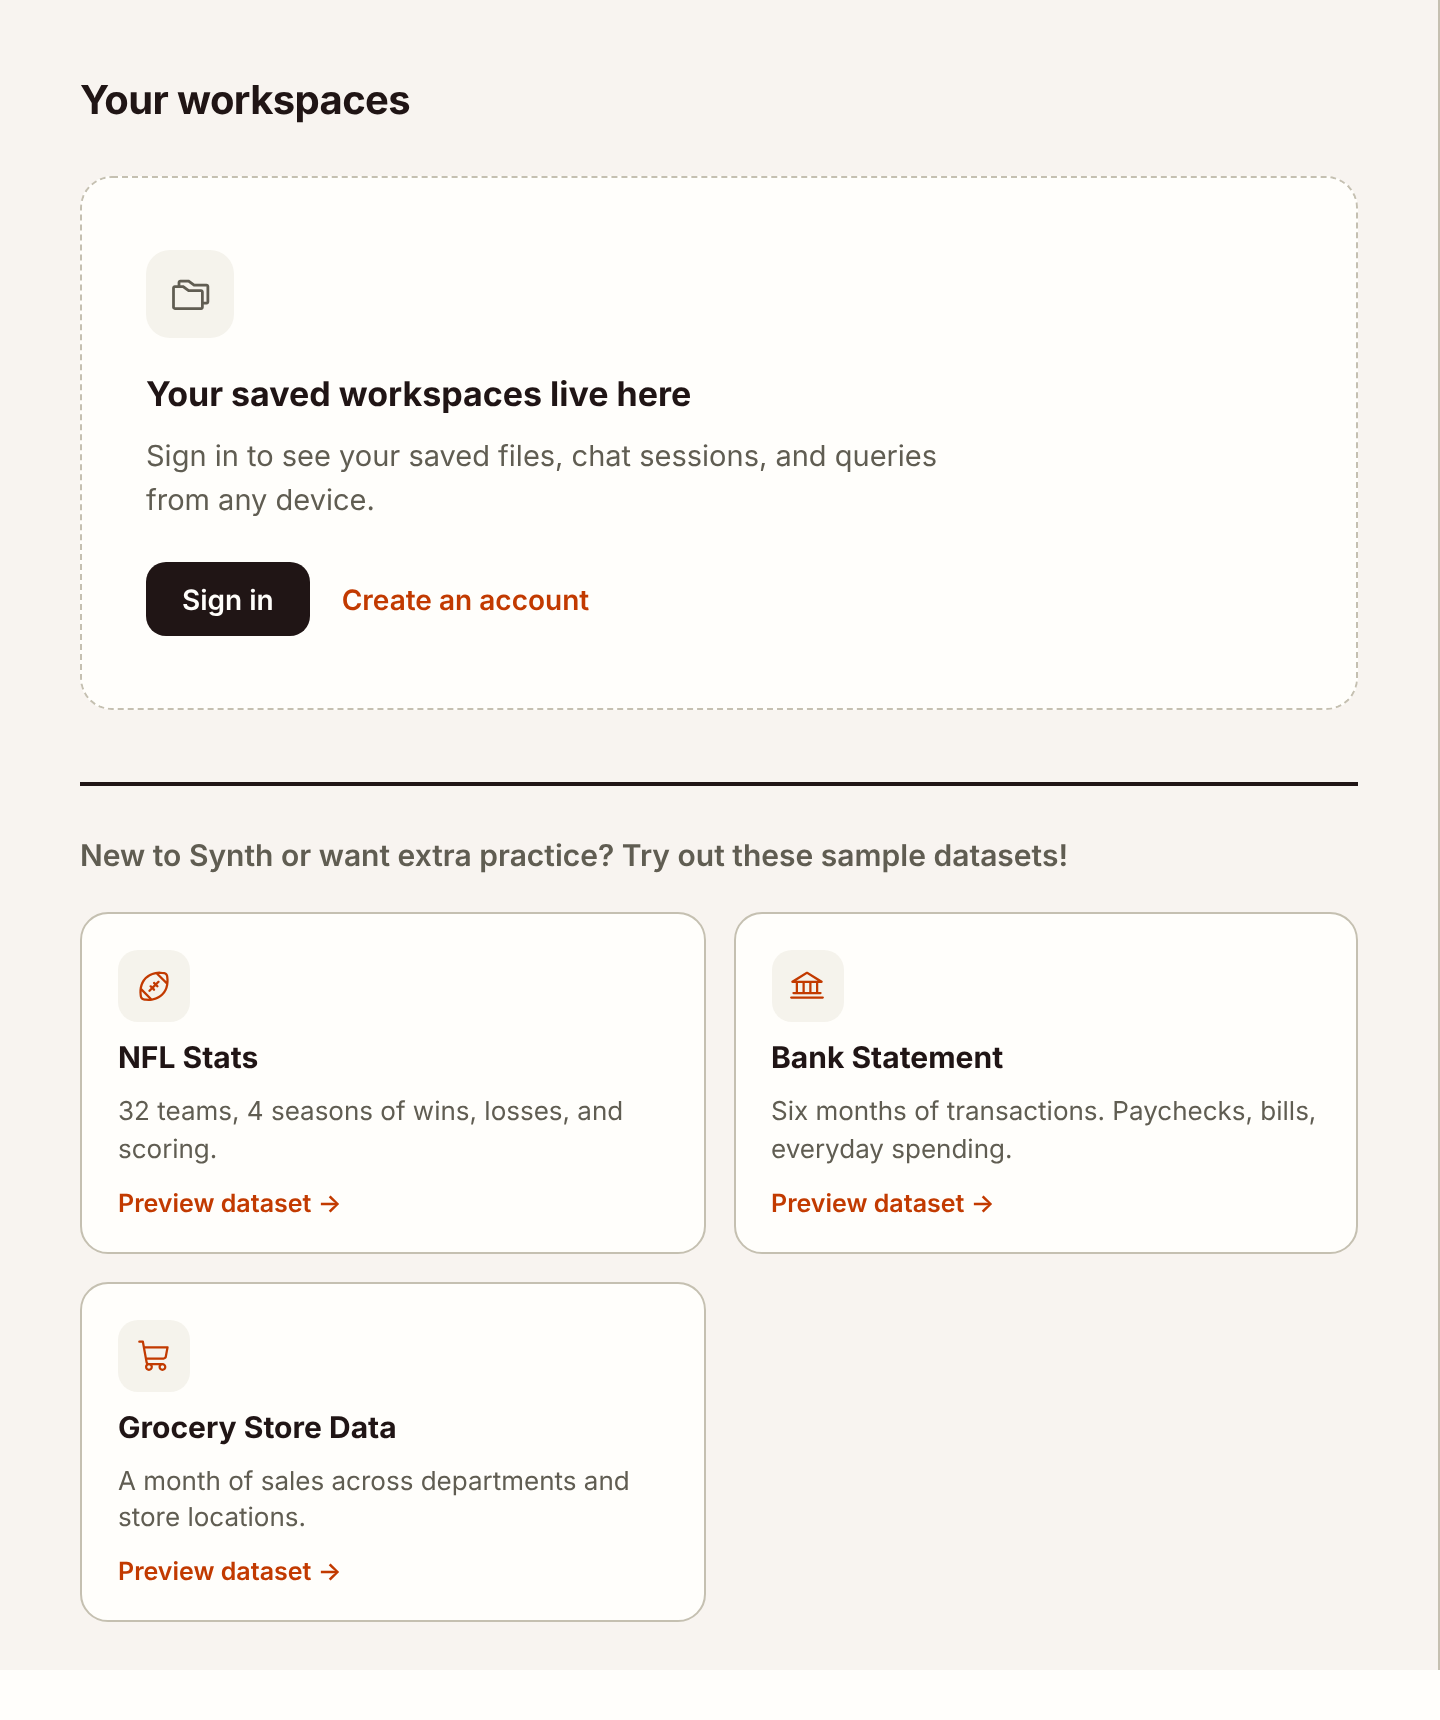 Your workspaces
Your saved workspaces live here
Sign in to see your saved files, chat sessions, and queries
from any device.
Sign in
Create an account
New to Synth or want extra practice? Try out these sample datasets!
NFL Stats
32 teams, 4 seasons of wins, losses, and
scoring.
Preview dataset →
Bank Statement
Six months of transactions. Paychecks, bills,
everyday spending.
Preview dataset →
Grocery Store Data
A month of sales across departments and
store locations.
Preview dataset →